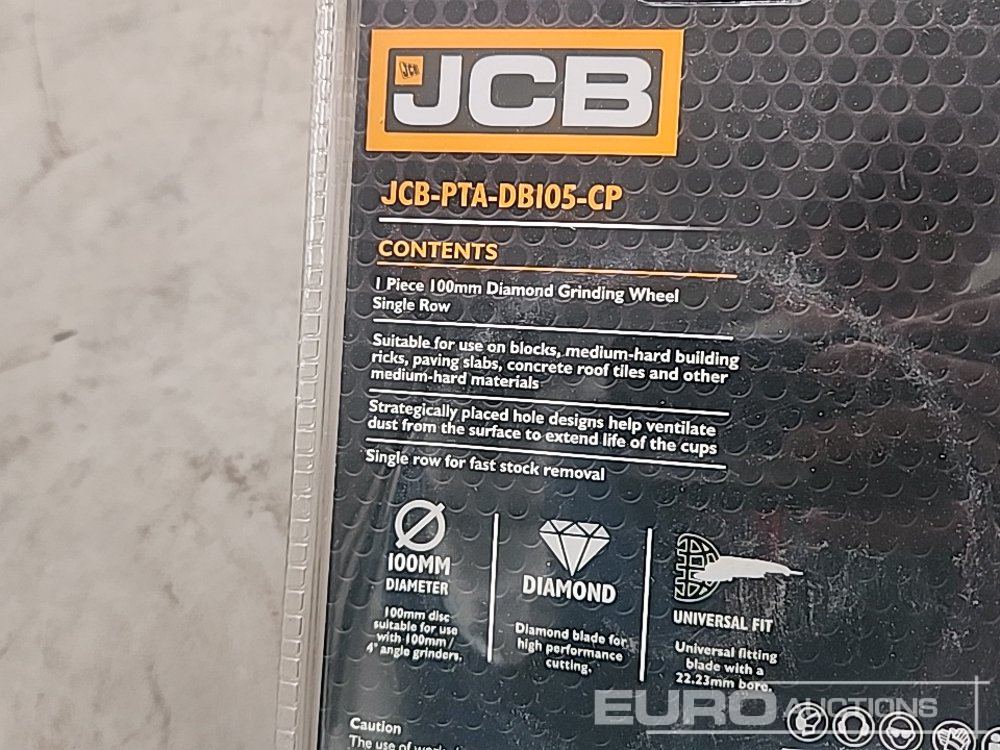 JCB
JCB
JCB-PTA-DB105-CP
CONTENTS
1 Piece 100mm Diamond Grinding Wheel
Single Row
Suitable for use on blocks, medium-hard building
ricks, paving slabs, concrete roof tiles and other
medium-hard materials
Strategically placed hole designs help ventilate
dust from the surface to extend life of the cups
Single row for fast stock removal
100MM
DIAMETER
100mm disc
suitable for use
with 100mm /
4" angle grinders.
DIAMOND
Diamond blade for
high performance
cutting.
UNIVERSAL FIT
Universal fitting
blade with a
22.23mm bore.
EURO AUCTIONS
Caution
The use of